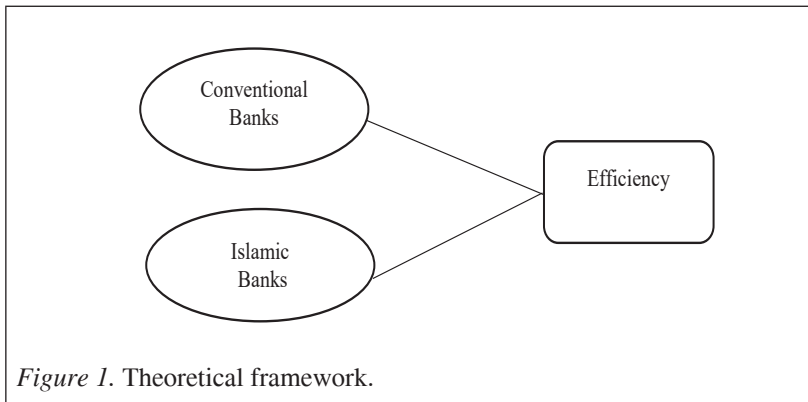 Conventional
Banks
Efficiency
Islamic
Banks
Figure 1. Theoretical framework.